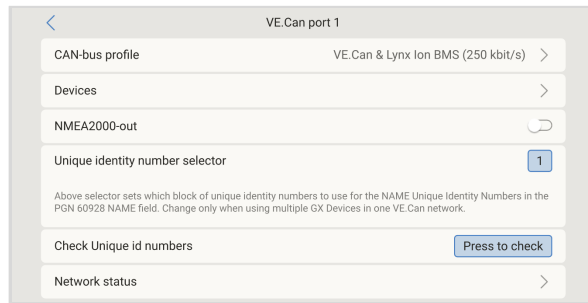 VE.Can port 1
CAN-bus profile VE.Can & Lynx Ion BMS (250 kbit/s)
Devices
NMEA2000-out
Unique identity number selector 1
Above selector sets which block of unique identity numbers to use for the NAME Unique Identity Numbers in the
PGN 60928 NAME field. Change only when using multiple GX Devices in one VE.Can network.
Check Unique id numbers Press to check
Network status